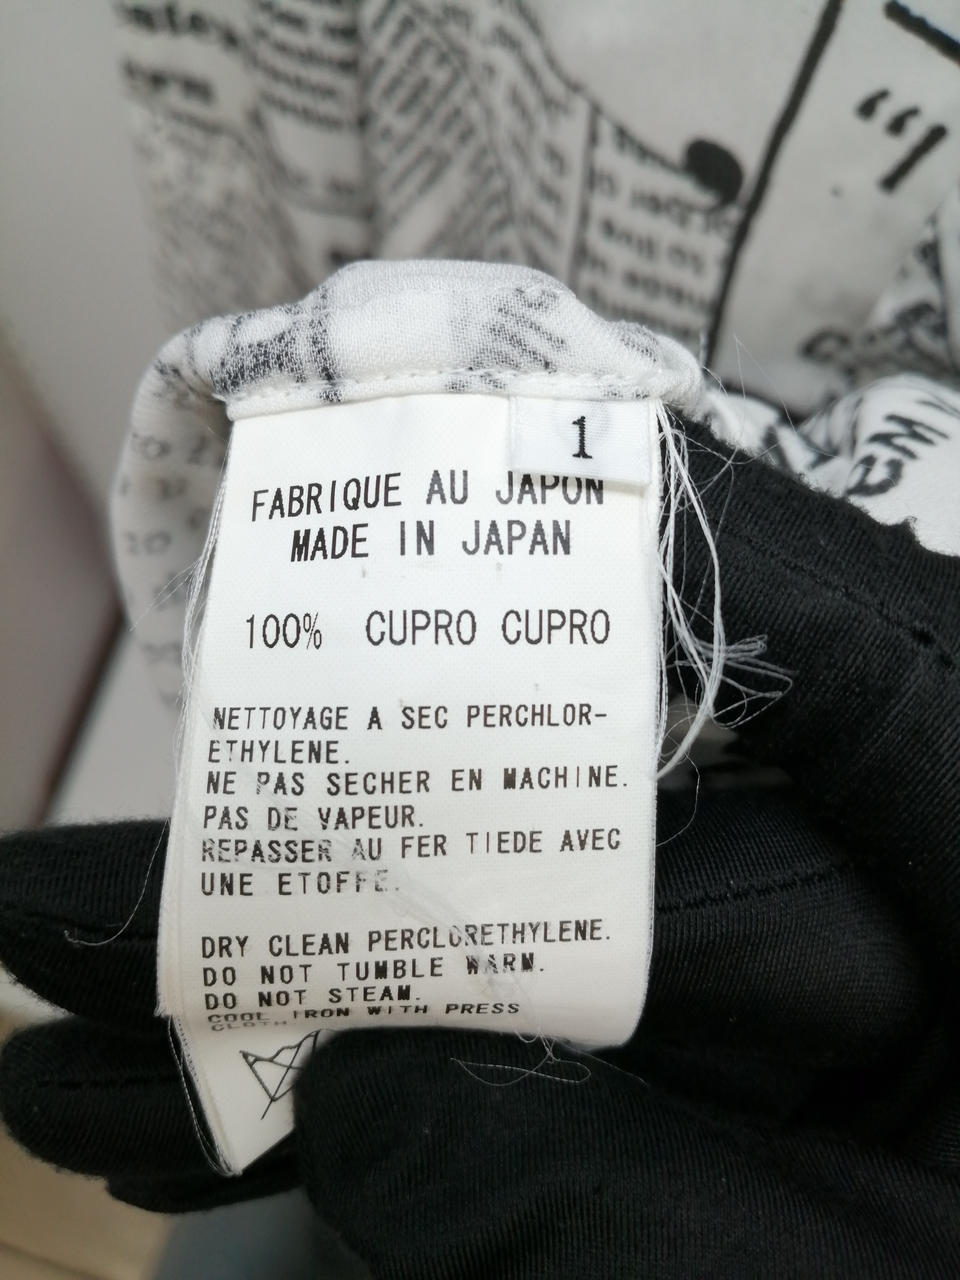 1
FABRIQUE AU JAPON
MADE IN JAPAN
100% CUPRO CUPRO
NETTOYAGE A SEC PERCHLOR-
ETHYLENE.
NE PAS SECHER EN MACHINE.
PAS DE VAPEUR.
REPASSER AU FER TIEDE AVEC
UNE ETOFFE.
DRY CLEAN PERCLORETHYLENE.
DO NOT TUMBLE WARM.
DO NOT STEAM.
COOL IRON WITH PRESS
CLOTH.